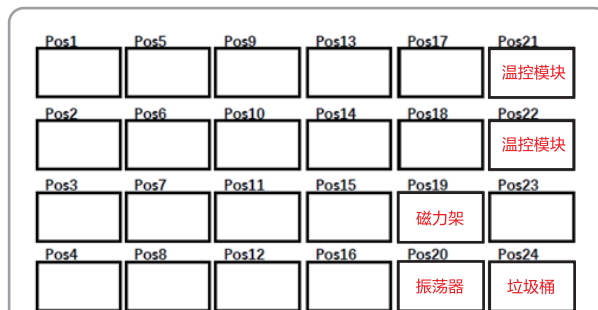 Pos1 Pos5 Pos9 Pos13 Pos17 Pos21
温控模块
Pos2 Pos6 Pos10 Pos14 Pos18 Pos22
温控模块
Pos3 Pos7 Pos11 Pos15 Pos19 Pos23
磁力架
Pos4 Pos8 Pos12 Pos16 Pos20 Pos24
振荡器 垃圾桶